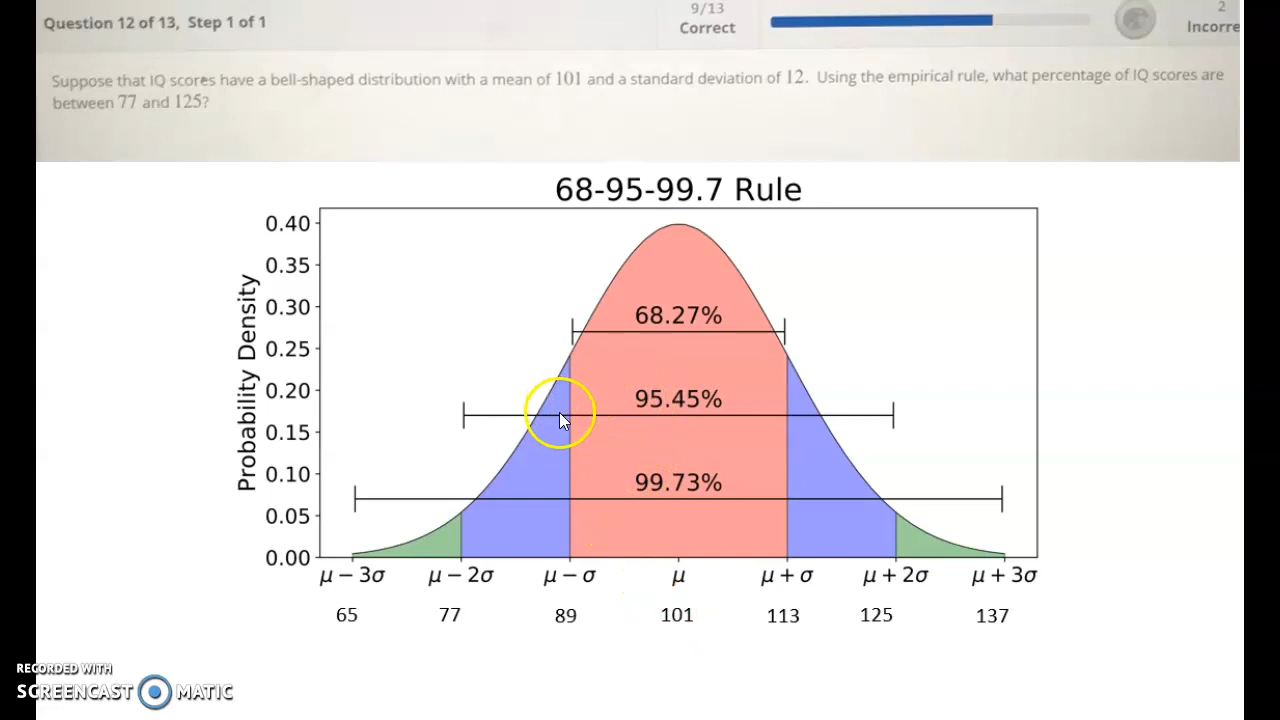 Question 12 of 13, Step 1 of 1
9/13
Correct
2
Incorre
Suppose that IQ scores have a bell-shaped distribution with a mean of 101 and a standard deviation of 12. Using the empirical rule, what percentage of IQ scores are
between 77 and 125?
68-95-99.7 Rule
Probability Density
0.40
0.35
0.30
0.25
0.20
0.15
0.10
0.05
0.00
68.27%
95.45%
99.73%
μ − 3σ μ − 2σ μ − σ μ μ + σ μ + 2σ μ + 3σ
65 77 89 101 113 125 137
RECORDED WITH
SCREENCAST MATIC